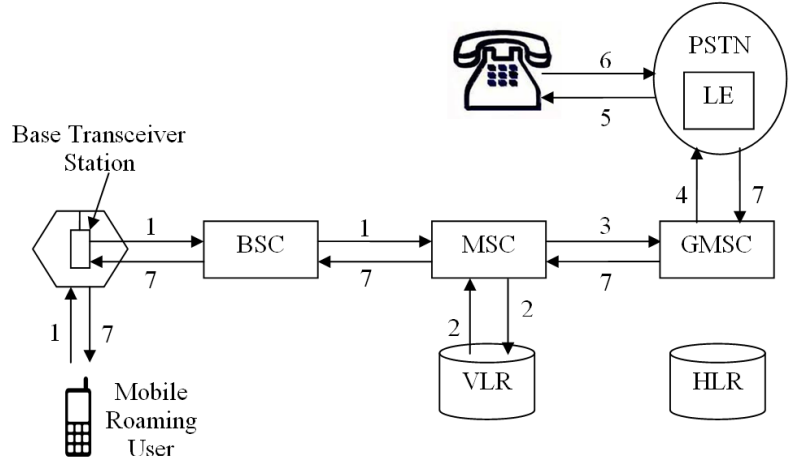 PSTN
LE
6
5
4
7
Base Transceiver
Station
1
BSC
1
MSC
3
GMSC
7
7
7
1
7
2
2
VLR
HLR
Mobile
Roaming
User